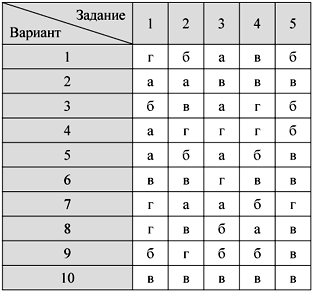 Задание
Вариант
1 2 3 4 5
1 г б а в б
2 а а в в в
3 б в а г б
4 а г г г б
5 а б а б в
6 в в г в в
7 г а а б г
8 г в б а в
9 б г б б в
10 в в в в в